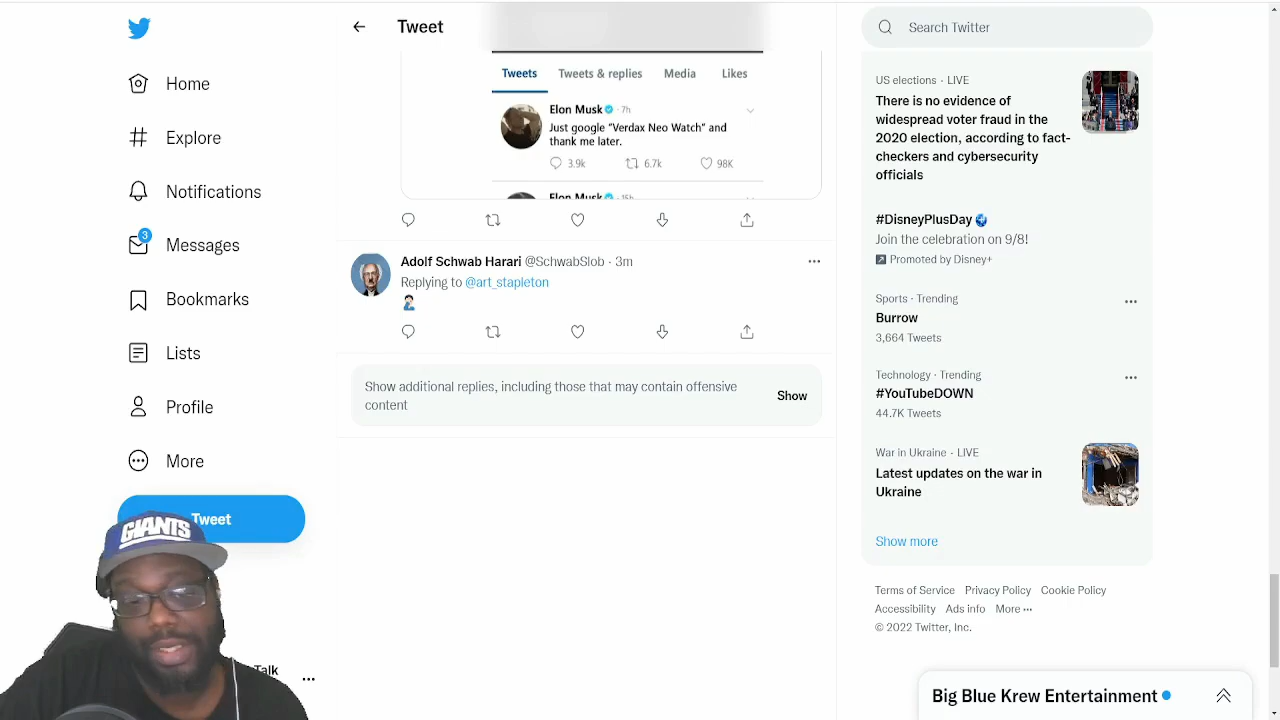 Home
Explore
Notifications
3
Messages
Bookmarks
Lists
Profile
More
Tweet
GIANTS
Talk
Tweet
Tweets
Tweets & replies
Media
Likes
Elon Musk · 7h
Just google “Verdax Neo Watch” and
thank me later.
3.9k
6.7k
98K
Elon Musk · 15h
Adolf Schwab Harari @SchwabSlob · 3m
Replying to @art_stapleton
Show additional replies, including those that may contain offensive
content
Show
Search Twitter
US elections · LIVE
There is no evidence of
widespread voter fraud in the
2020 election, according to fact-
checkers and cybersecurity
officials
#DisneyPlusDay
Join the celebration on 9/8!
Promoted by Disney+
Sports · Trending
Burrow
3,664 Tweets
Technology · Trending
#YouTubeDOWN
44.7K Tweets
War in Ukraine · LIVE
Latest updates on the war in
Ukraine
Show more
Terms of Service Privacy Policy Cookie Policy
Accessibility Ads info More ···
© 2022 Twitter, Inc.
Big Blue Krew Entertainment